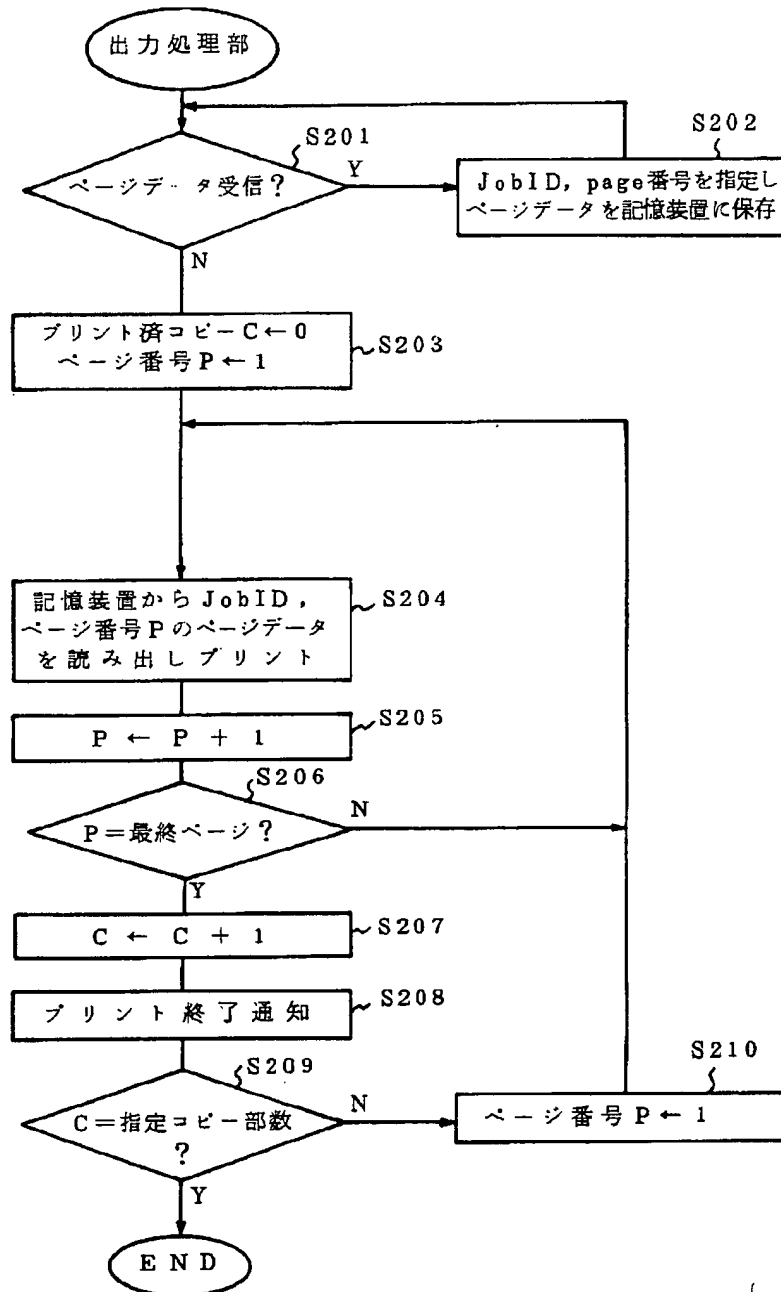 出力処理部
S201
S202
ページデータ受信?
Y
JobID, page番号を指定し
ページデータを記憶装置に保存
N
プリント済コピーC←0
ページ番号P←1
S203
記憶装置からJobID,
ページ番号Pのページデータ
を読み出しプリント
S204
P ← P + 1
S205
S206
P=最終ページ?
N
Y
C ← C + 1
S207
プリント終了通知
S208
S209
S210
C=指定コピー部数
?
N
ページ番号P←1
Y
END